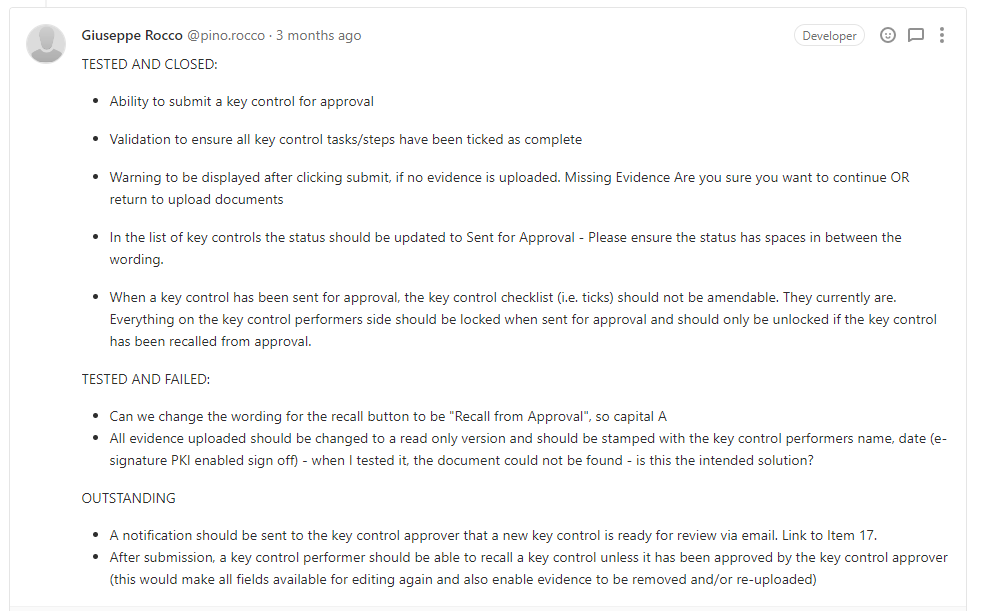 Giuseppe Rocco @pino.rocco · 3 months ago
Developer
TESTED AND CLOSED:
• Ability to submit a key control for approval
• Validation to ensure all key control tasks/steps have been ticked as complete
• Warning to be displayed after clicking submit, if no evidence is uploaded. Missing Evidence Are you sure you want to continue OR
return to upload documents
• In the list of key controls the status should be updated to Sent for Approval - Please ensure the status has spaces in between the
wording.
• When a key control has been sent for approval, the key control checklist (i.e. ticks) should not be amendable. They currently are.
Everything on the key control performers side should be locked when sent for approval and should only be unlocked if the key control
has been recalled from approval.
TESTED AND FAILED:
• Can we change the wording for the recall button to be "Recall from Approval", so capital A
• All evidence uploaded should be changed to a read only version and should be stamped with the key control performers name, date (e-
signature PKI enabled sign off) - when I tested it, the document could not be found - is this the intended solution?
OUTSTANDING
• A notification should be sent to the key control approver that a new key control is ready for review via email. Link to Item 17.
• After submission, a key control performer should be able to recall a key control unless it has been approved by the key control approver
(this would make all fields available for editing again and also enable evidence to be removed and/or re-uploaded)